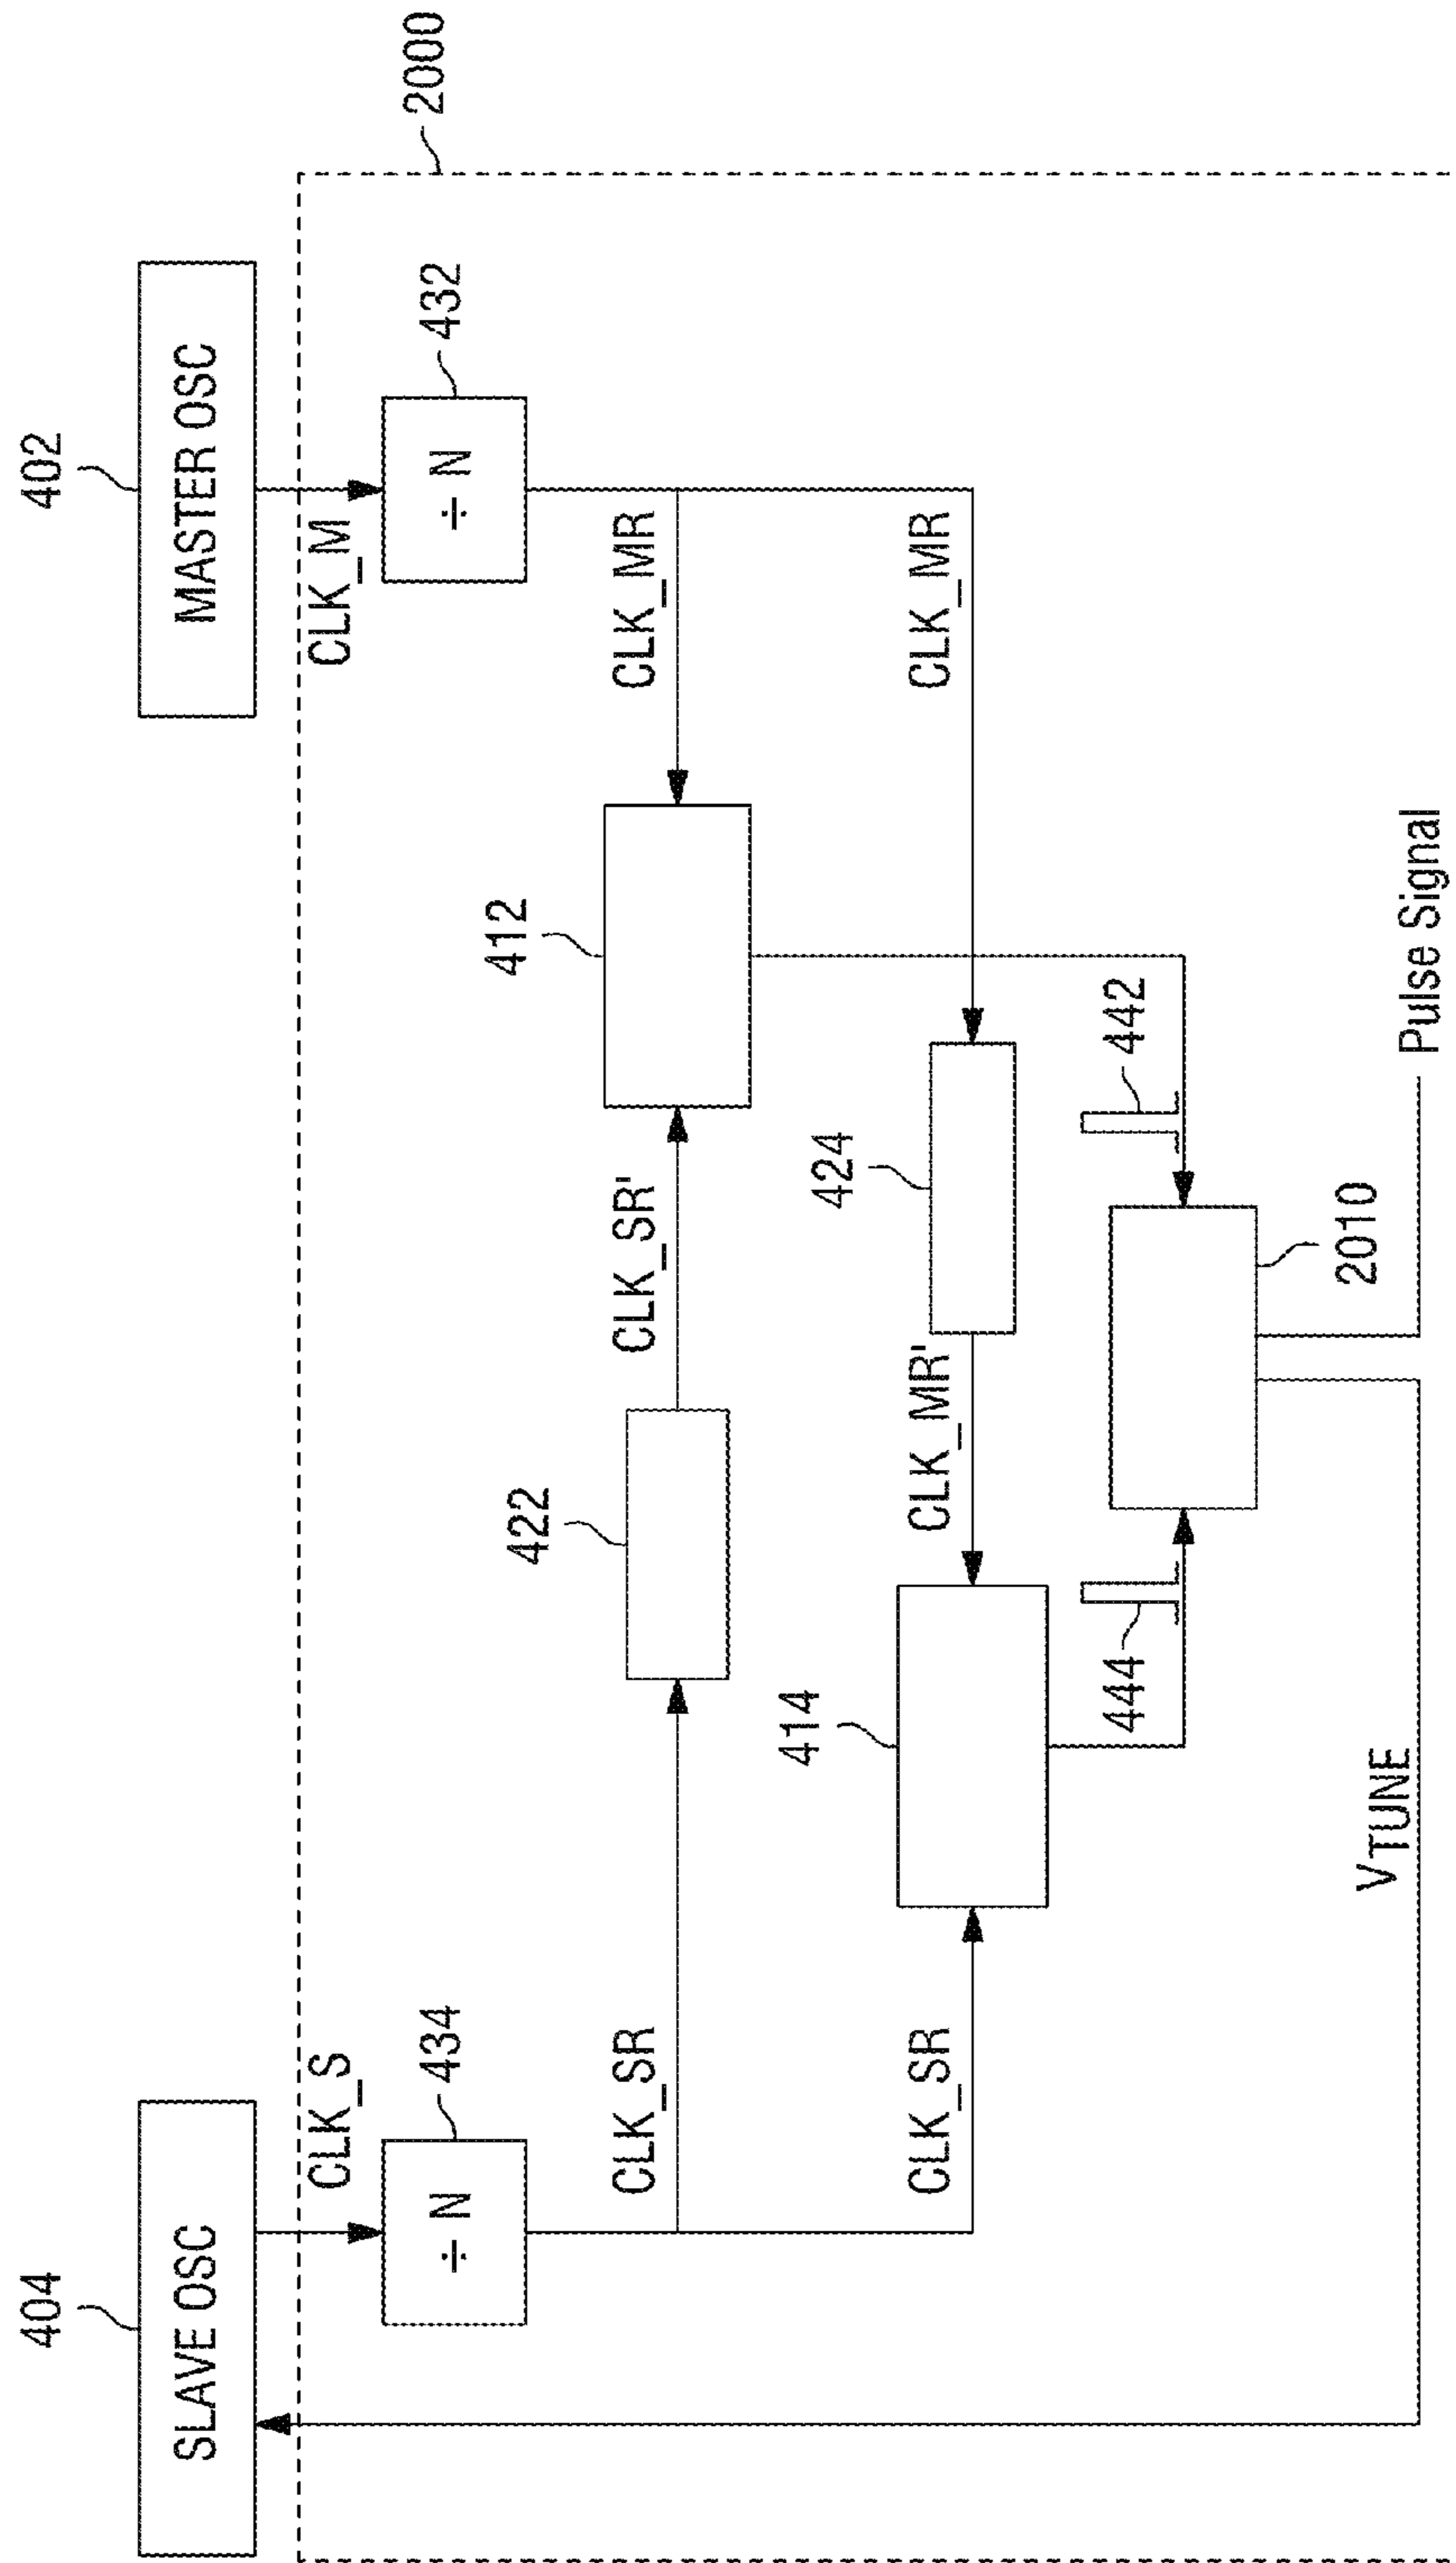 404
402
SLAVE OSC
MASTER OSC
2000
CLK_S
CLK_M
÷ N
434
÷ N
432
422
412
CLK_SR
CLK_SR'
CLK_MR
414
424
CLK_SR
CLK_MR'
CLK_MR
444
442
2010
VTUNE
Pulse Signal